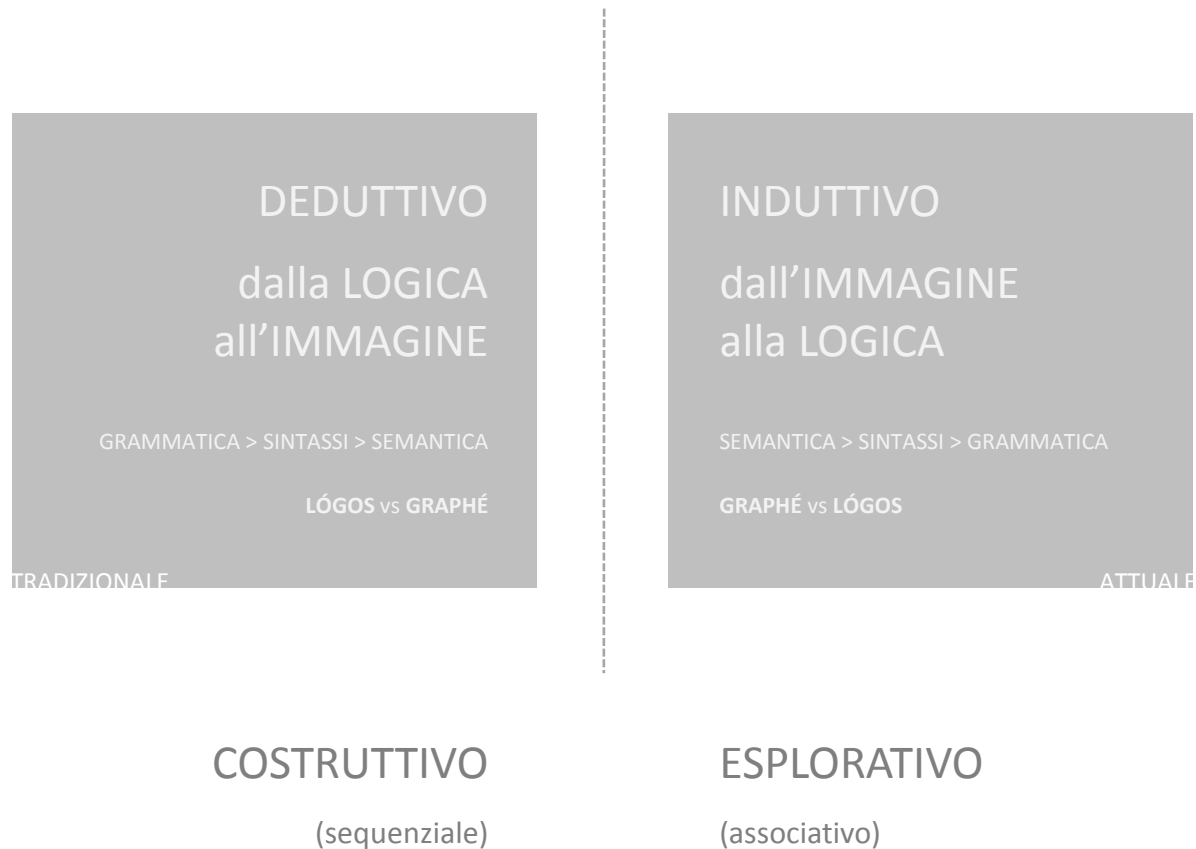 DEDUTTIVO
dalla LOGICA
all’IMMAGINE
GRAMMATICA > SINTASSI > SEMANTICA
LÓGOS vs GRAPHÉ
TRADIZIONALE
INDUTTIVO
dall’IMMAGINE
alla LOGICA
SEMANTICA > SINTASSI > GRAMMATICA
GRAPHÉ vs LÓGOS
ATTUALE
COSTRUTTIVO
(sequenziale)
ESPLORATIVO
(associativo)